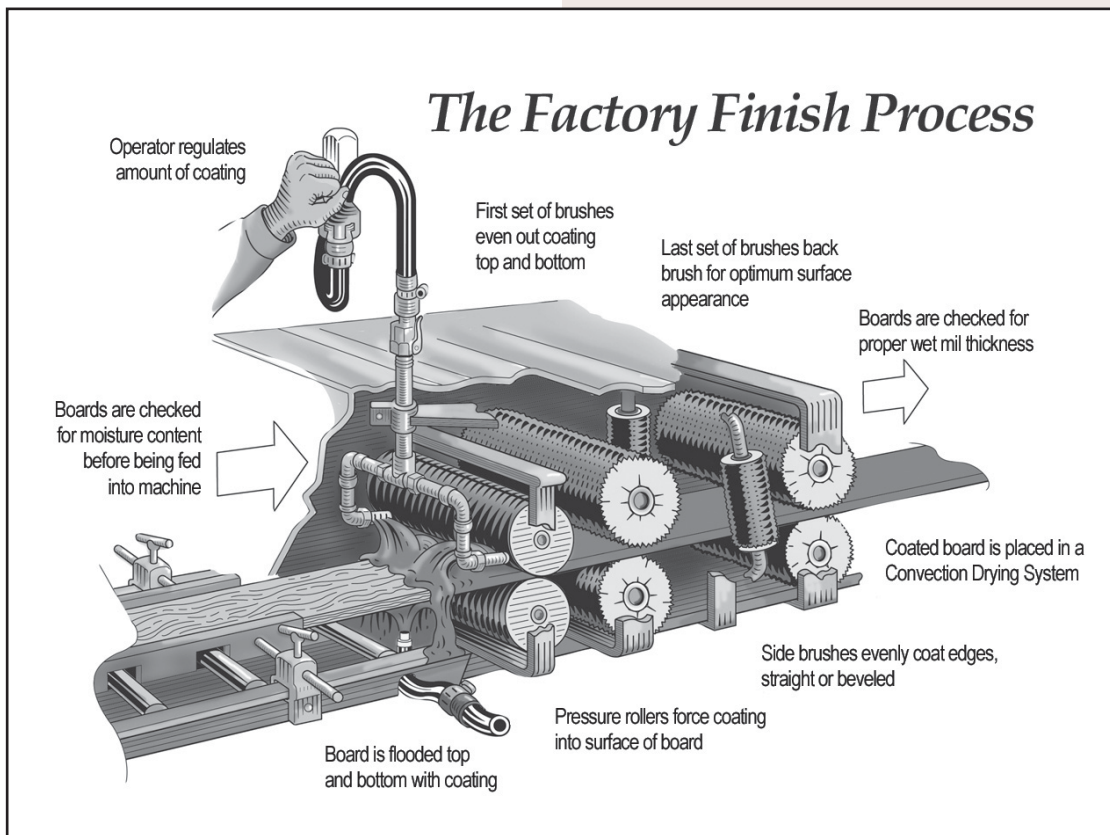 The Factory Finish Process
Operator regulates
amount of coating
First set of brushes
even out coating
top and bottom
Last set of brushes back
brush for optimum surface
appearance
Boards are checked for
proper wet mil thickness
Boards are checked
for moisture content
before being fed
into machine
Coated board is placed in a
Convection Drying System
Side brushes evenly coat edges,
straight or beveled
Pressure rollers force coating
into surface of board
Board is flooded top
and bottom with coating